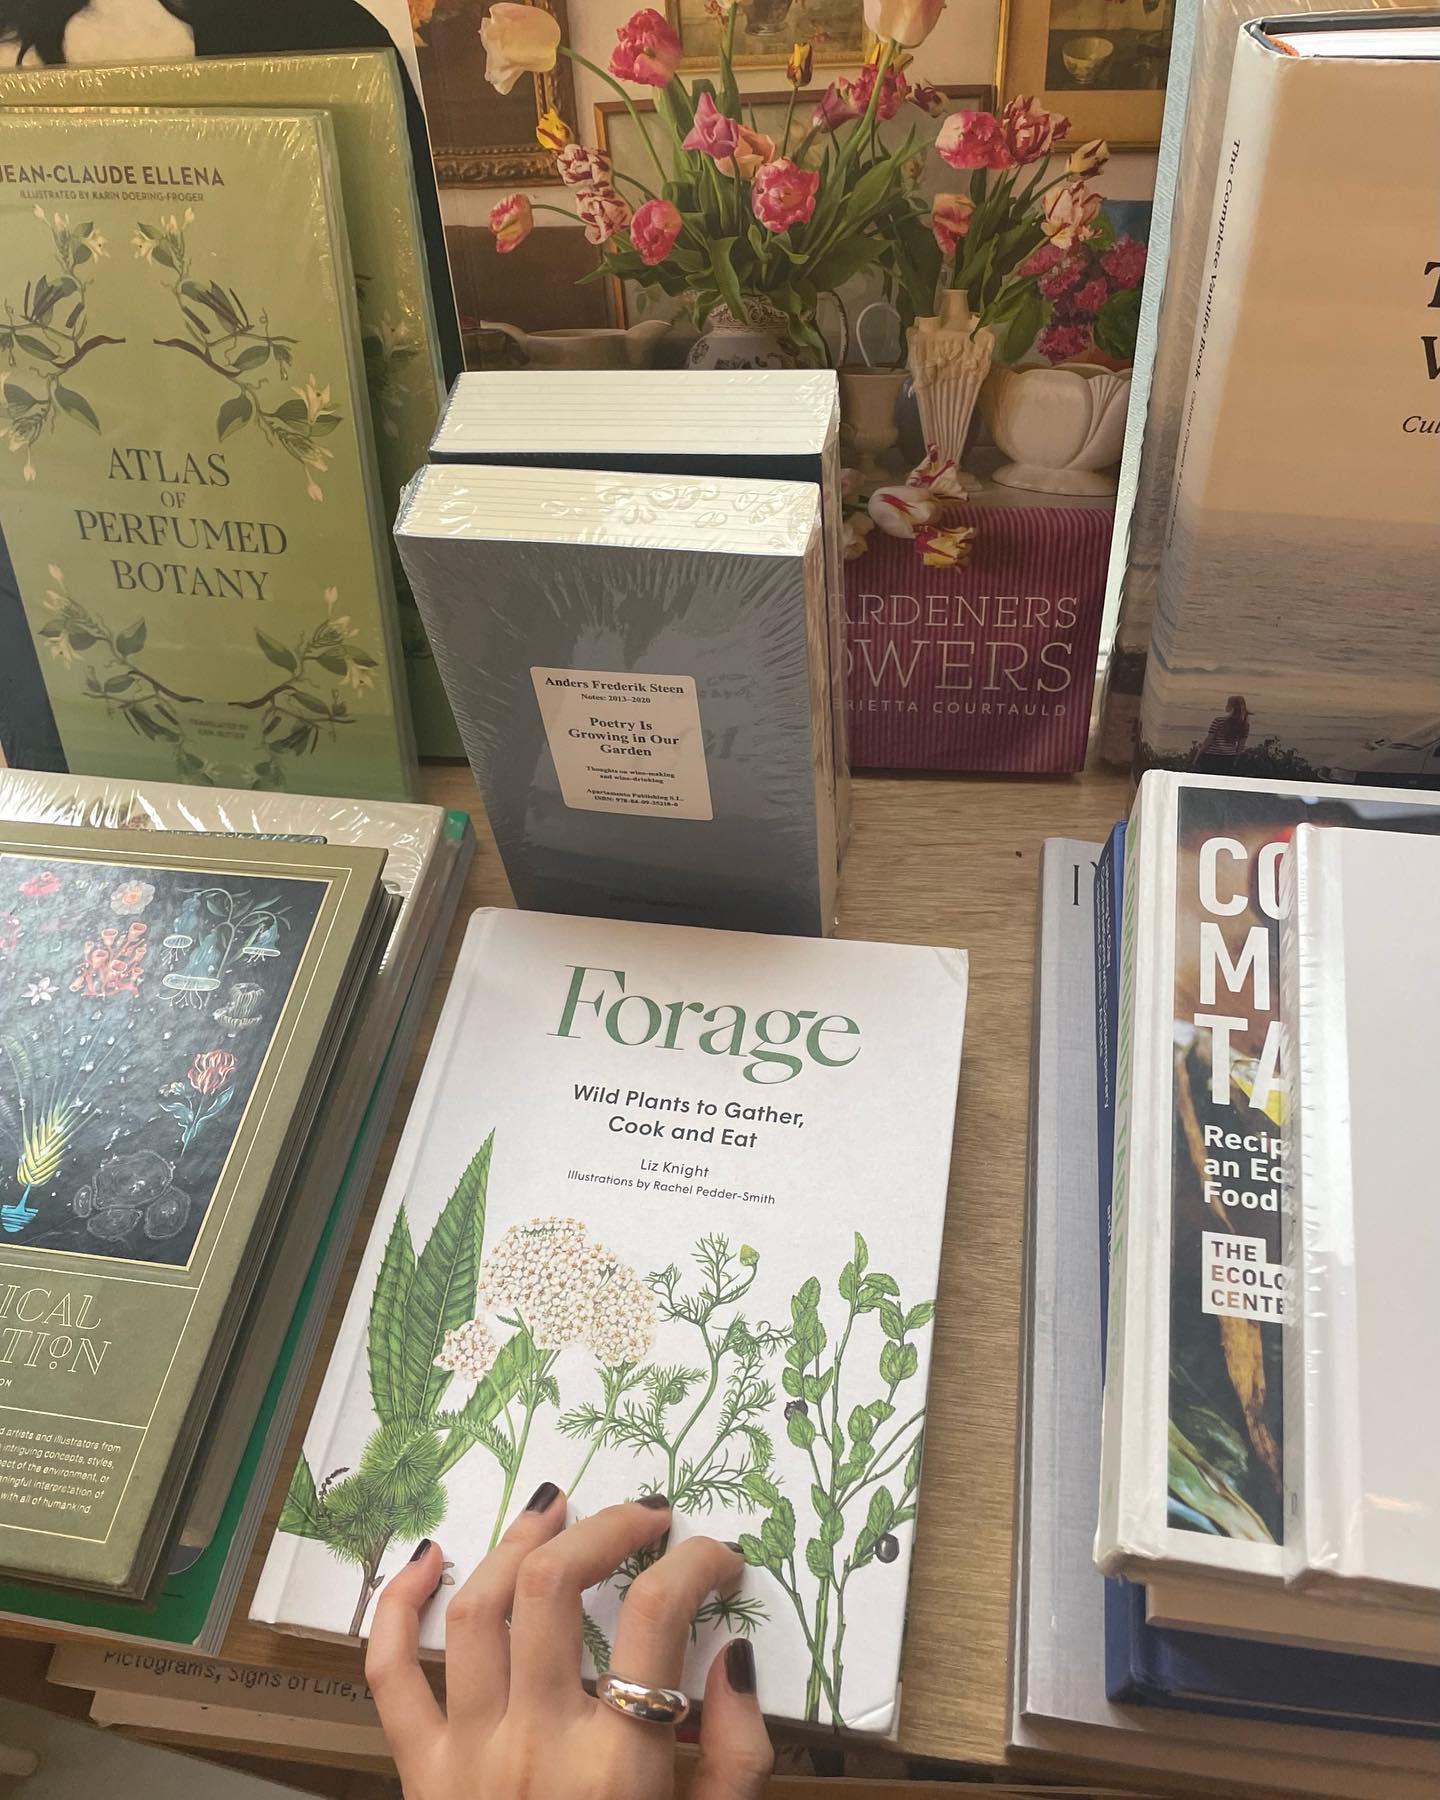 JEAN-CLAUDE ELLENA
ILLUSTRATED BY KARIN DOERING-FROGER
ATLAS
OF
PERFUMED
BOTANY
TRANSLATED BY
Anders Frederik Steen
Notes: 2013–2020
Poetry Is
Growing in Our
Garden
Thoughts on wine-making
and wine-drinking
Apartamento Publishing S.L.
ISBN: 978-84-09-35218-0
ARDENERS
OWERS
RIETTA COURTAULD
The Complete Vanlife Book
T
V
Cul
Forage
Wild Plants to Gather,
Cook and Eat
Liz Knight
Illustrations by Rachel Pedder-Smith
ICAL
TION
ON
d artists and illustrators from
intriguing concepts, styles,
ect of the environment, or
aningful interpretation of
with all of humankind.
Pictograms, Signs of Life, E
CO
M
TA
Recip
an Ec
Food
THE
ECOLO
CENTE